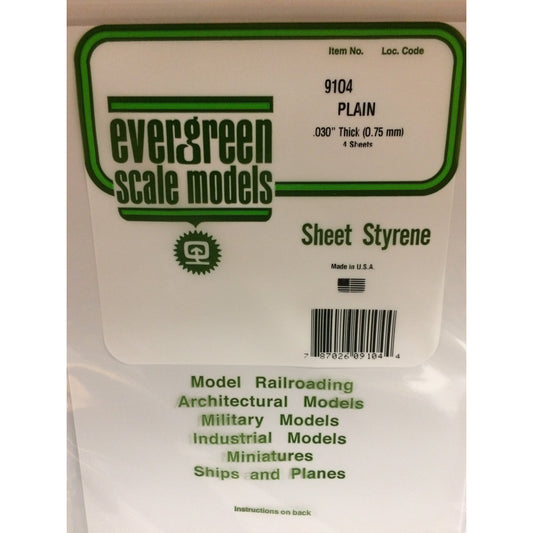 Item No. Loc. Code
9104
PLAIN
.030" Thick (0.75 mm)
4 Sheets
evergreen
scale models
Sheet Styrene
Made in U.S.A.
7 87026 09104 4
Model Railroading
Architectural Models
Military Models
Industrial Models
Miniatures
Ships and Planes
Instructions on back